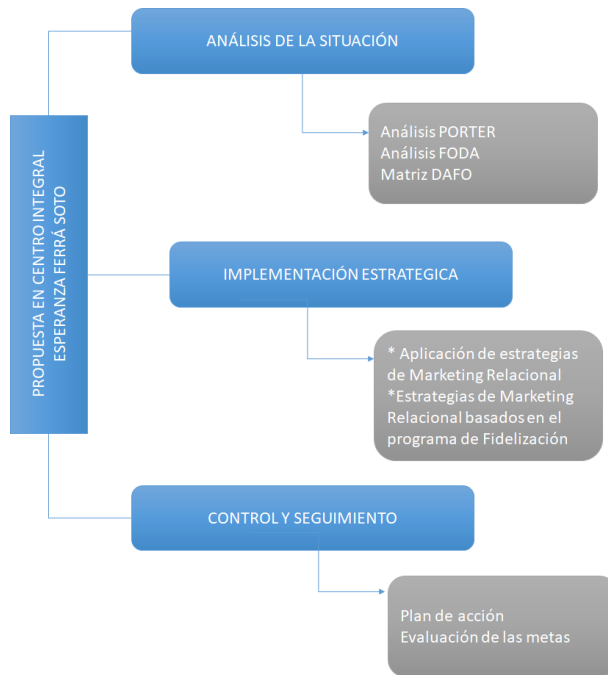 PROPUESTA EN CENTRO INTEGRAL
ESPERANZA FERRÁ SOTO
ANÁLISIS DE LA SITUACIÓN
Análisis PORTER
Análisis FODA
Matriz DAFO
IMPLEMENTACIÓN ESTRATEGICA
* Aplicación de estrategias
de Marketing Relacional
*Estrategias de Marketing
Relacional basados en el
programa de Fidelización
CONTROL Y SEGUIMIENTO
Plan de acción
Evaluación de las metas